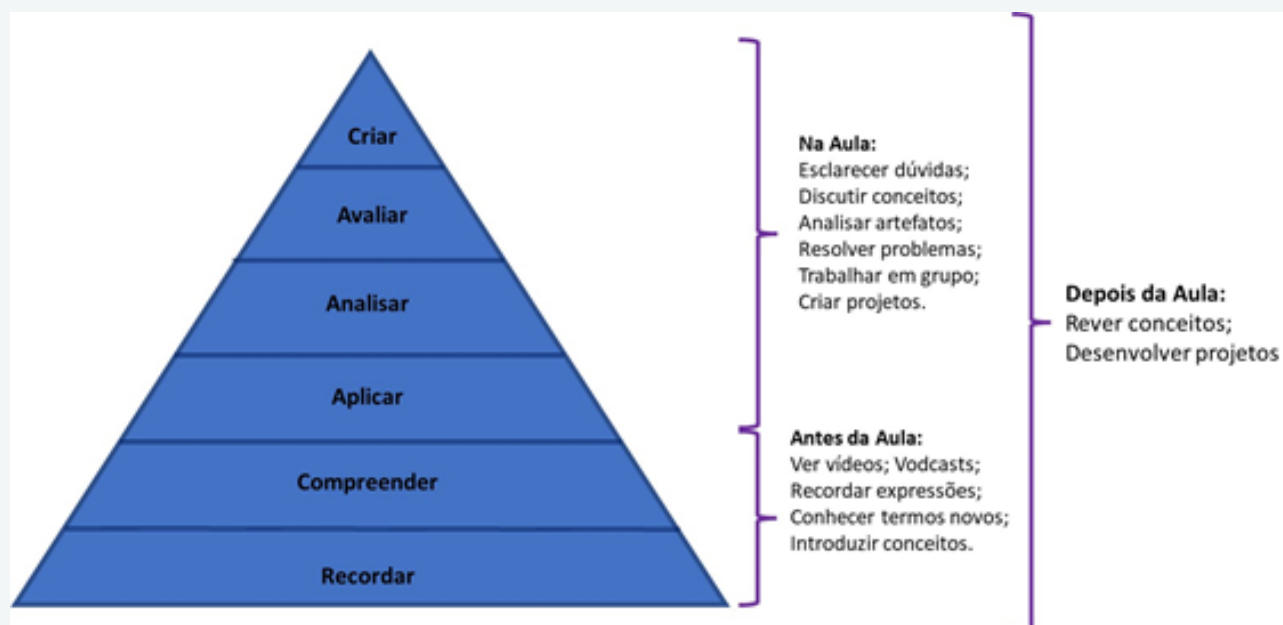 Criar
Avaliar
Analisar
Aplicar
Compreender
Recordar
Na Aula:
Esclarecer dúvidas;
Discutir conceitos;
Analisar artefatos;
Resolver problemas;
Trabalhar em grupo;
Criar projetos.
Antes da Aula:
Ver vídeos; Vodcasts;
Recordar expressões;
Conhecer termos novos;
Introduzir conceitos.
Depois da Aula:
Rever conceitos;
Desenvolver projetos